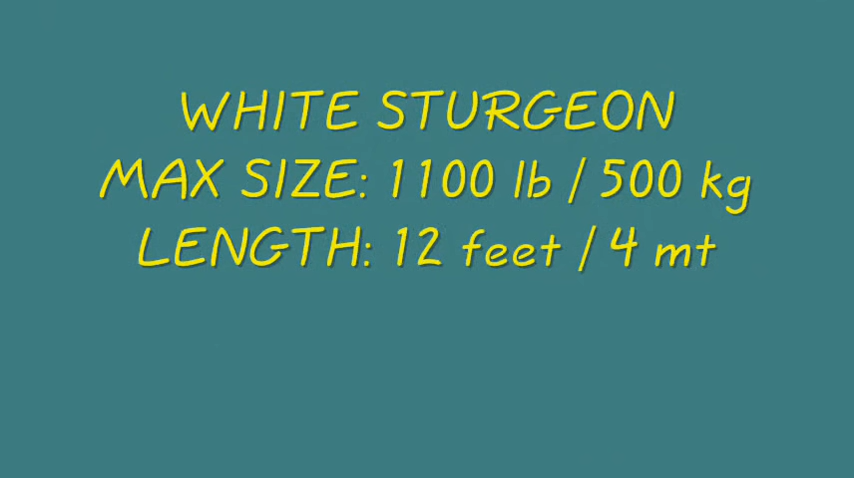 WHITE STURGEON
MAX SIZE: 1100 lb / 500 kg
LENGTH: 12 feet / 4 mt